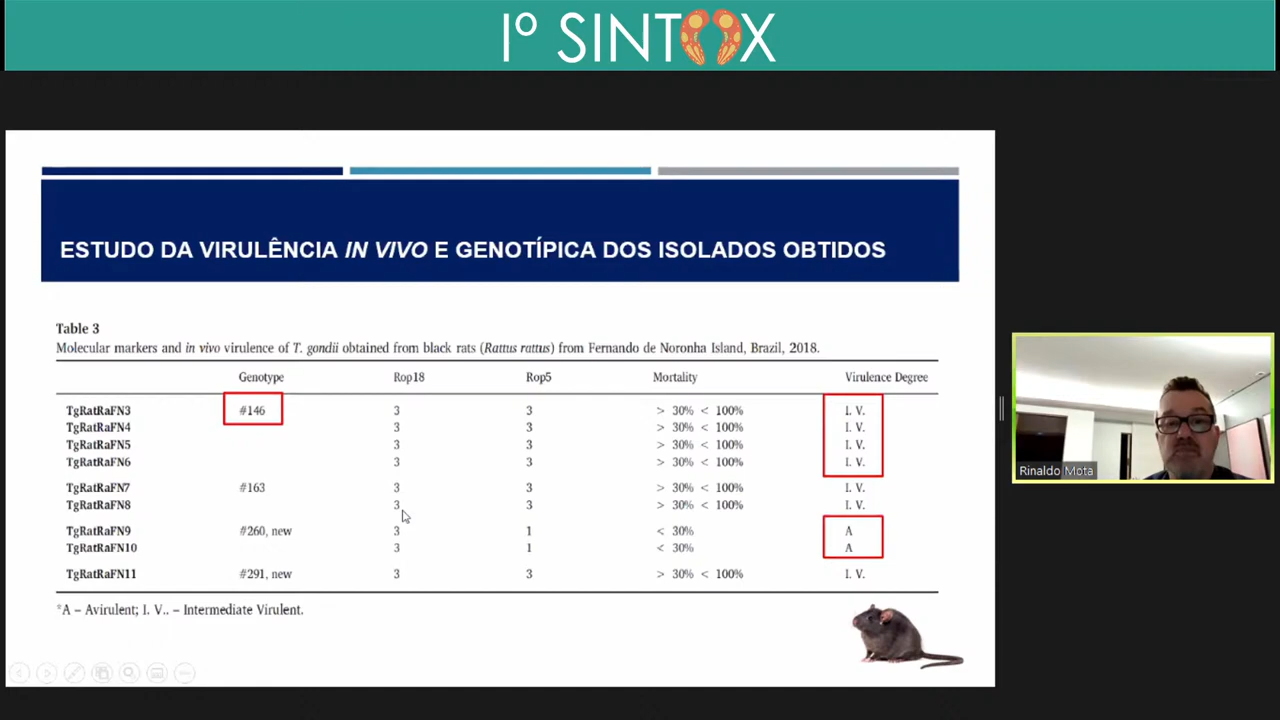 Iº SINTOX
ESTUDO DA VIRULÊNCIA IN VIVO E GENOTÍPICA DOS ISOLADOS OBTIDOS
Table 3
Molecular markers and in vivo virulence of T. gondii obtained from black rats (Rattus rattus) from Fernando de Noronha Island, Brazil, 2018.
Genotype Rop18 Rop5 Mortality Virulence Degree
TgRatRaFN3 #146 3 3 > 30% < 100% I. V.
TgRatRaFN4 3 3 > 30% < 100% I. V.
TgRatRaFN5 3 3 > 30% < 100% I. V.
TgRatRaFN6 3 3 > 30% < 100% I. V.
TgRatRaFN7 #163 3 3 > 30% < 100% I. V.
TgRatRaFN8 3 3 > 30% < 100% I. V.
TgRatRaFN9 #260, new 3 1 < 30% A
TgRatRaFN10 3 1 < 30% A
TgRatRaFN11 #291, new 3 3 > 30% < 100% I. V.
*A – Avirulent; I. V.. – Intermediate Virulent.
Rinaldo Mota